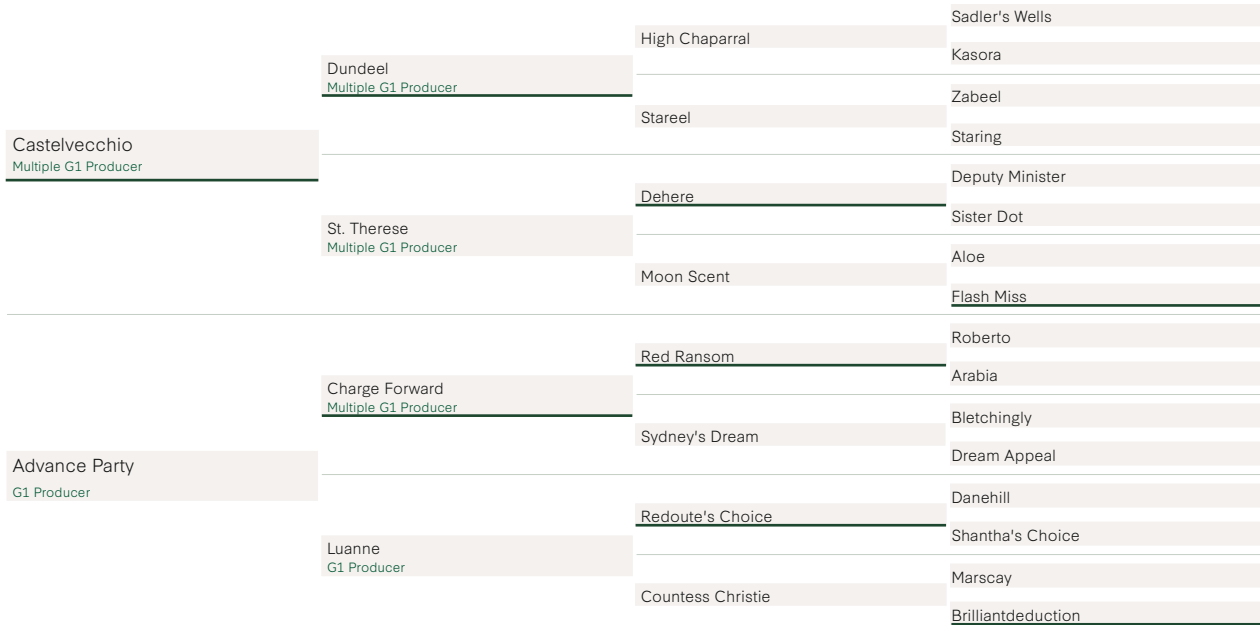 Castelvecchio
Multiple G1 Producer
Advance Party
G1 Producer
Dundeel
Multiple G1 Producer
St. Therese
Multiple G1 Producer
Charge Forward
Multiple G1 Producer
Luanne
G1 Producer
High Chaparral
Stareel
Dehere
Moon Scent
Red Ransom
Sydney's Dream
Redoute's Choice
Countess Christie
Sadler's Wells
Kasora
Zabeel
Staring
Deputy Minister
Sister Dot
Aloe
Flash Miss
Roberto
Arabia
Bletchingly
Dream Appeal
Danehill
Shantha's Choice
Marscay
Brilliantdeduction